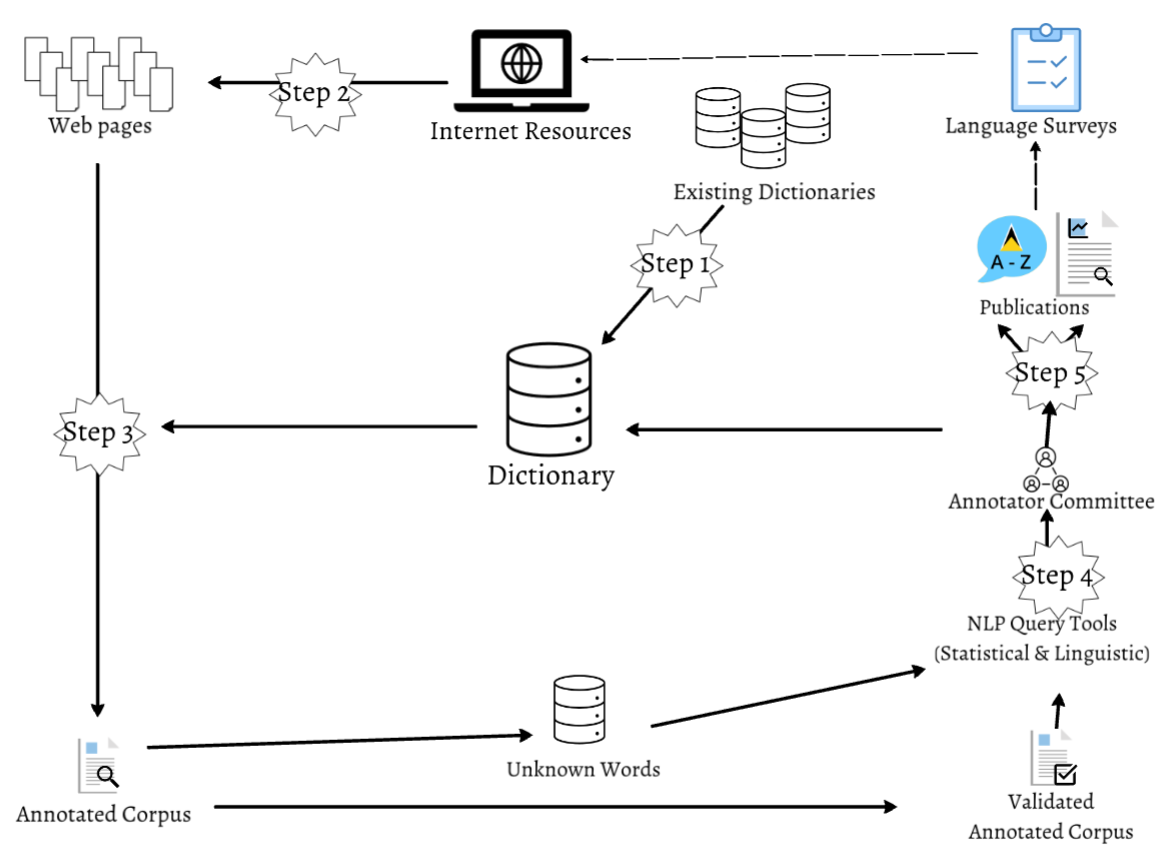 Step 2
Web pages
Internet Resources
Language Surveys
Existing Dictionaries
Step 1
A - Z
Publications
Step 5
Step 3
Dictionary
Annotator Committee
Step 4
NLP Query Tools
(Statistical & Linguistic)
Unknown Words
Annotated Corpus
Validated
Annotated Corpus